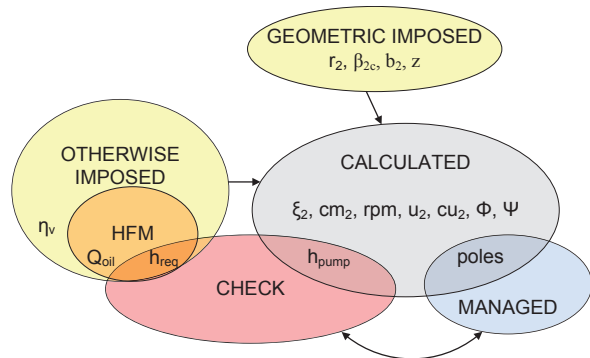 GEOMETRIC IMPOSED
r₂, β₂c, b₂, z
OTHERWISE
IMPOSED
CALCULATED
ξ₂, cm₂, rpm, u₂, cu₂, Φ, Ψ
ηv
HFM
Qoil
hreq
hpump
poles
CHECK
MANAGED